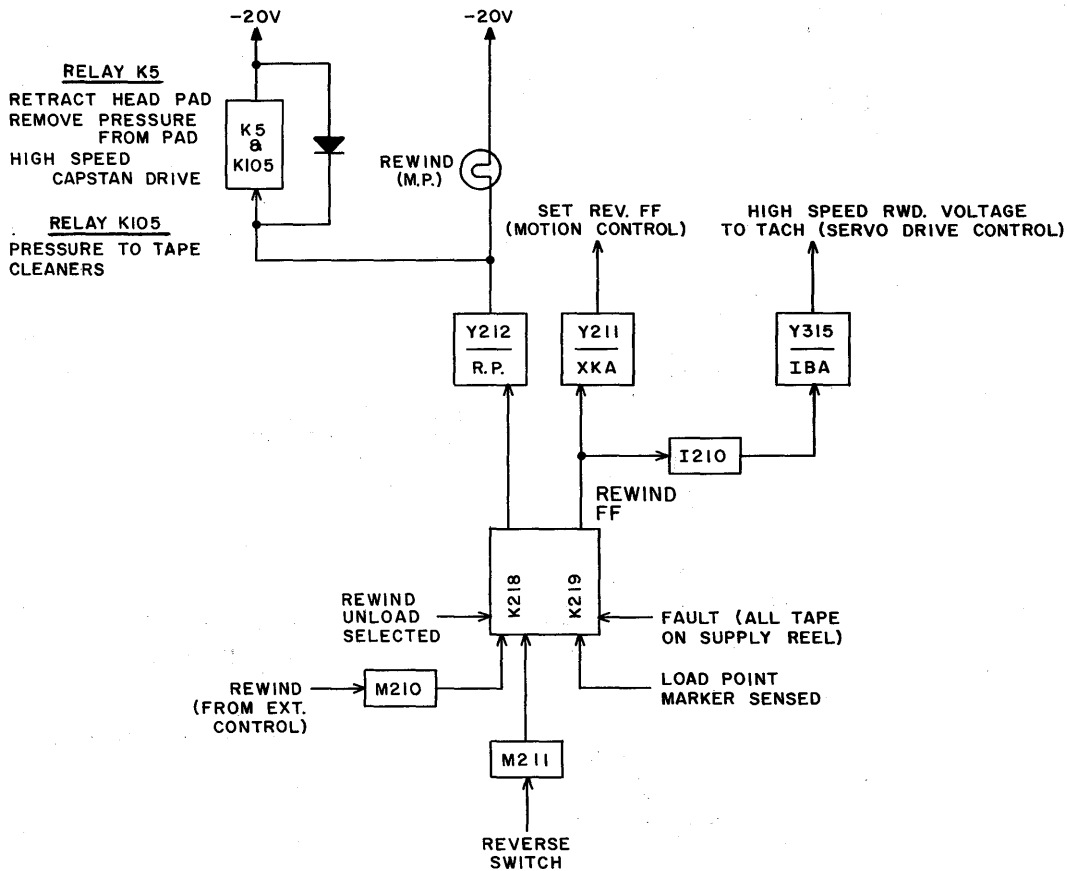 -20V
-20V
RELAY K5
RETRACT HEAD PAD
REMOVE PRESSURE
FROM PAD
HIGH SPEED
CAPSTAN DRIVE
K5
&
K105
REWIND
(M.P.)
RELAY K105
PRESSURE TO TAPE
CLEANERS
SET REV. FF
(MOTION CONTROL)
HIGH SPEED RWD. VOLTAGE
TO TACH (SERVO DRIVE CONTROL)
Y212
R.P.
Y211
XKA
Y315
IBA
I210
REWIND
FF
K218
K219
REWIND
UNLOAD
SELECTED
FAULT (ALL TAPE
ON SUPPLY REEL)
REWIND
(FROM EXT.
CONTROL)
M210
LOAD POINT
MARKER SENSED
M211
REVERSE
SWITCH